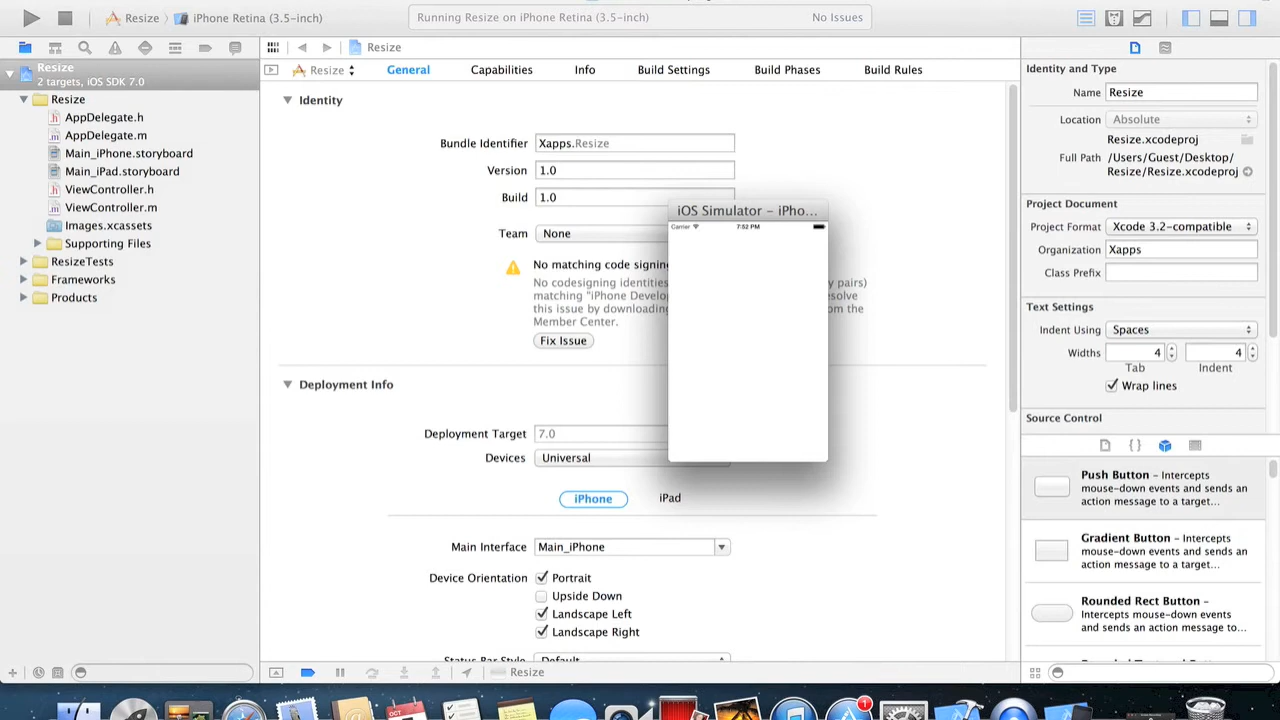 Resize
iPhone Retina (3.5-inch)
Running Resize on iPhone Retina (3.5-inch)
No Issues
Resize
2 targets, iOS SDK 7.0
Resize
AppDelegate.h
AppDelegate.m
Main_iPhone.storyboard
Main_iPad.storyboard
ViewController.h
ViewController.m
Images.xcassets
Supporting Files
ResizeTests
Frameworks
Products
Resize
Resize
General
Capabilities
Info
Build Settings
Build Phases
Build Rules
Identity
Bundle Identifier
Xapps.Resize
Version
1.0
Build
1.0
Team
None
No matching code signin
No codesigning identities
y pairs)
matching "iPhone Develop
solve
this issue by downloading
om the
Member Center.
Fix Issue
iOS Simulator – iPho...
Carrier
7:52 PM
Deployment Info
Deployment Target
7.0
Devices
Universal
iPhone
iPad
Main Interface
Main_iPhone
Device Orientation
Portrait
Upside Down
Landscape Left
Landscape Right
Status Bar Style
Default
Resize
Identity and Type
Name
Resize
Location
Absolute
Resize.xcodeproj
Full Path
/Users/Guest/Desktop/
Resize/Resize.xcodeproj
Project Document
Project Format
Xcode 3.2-compatible
Organization
Xapps
Class Prefix
Text Settings
Indent Using
Spaces
Widths
4
4
Tab
Indent
Wrap lines
Source Control
Push Button – Intercepts
mouse-down events and sends an
action message to a target...
Gradient Button – Intercepts
mouse-down events and sends an
action message to a target...
Rounded Rect Button –
Intercepts mouse-down events
and sends an action message to...
OCT
1